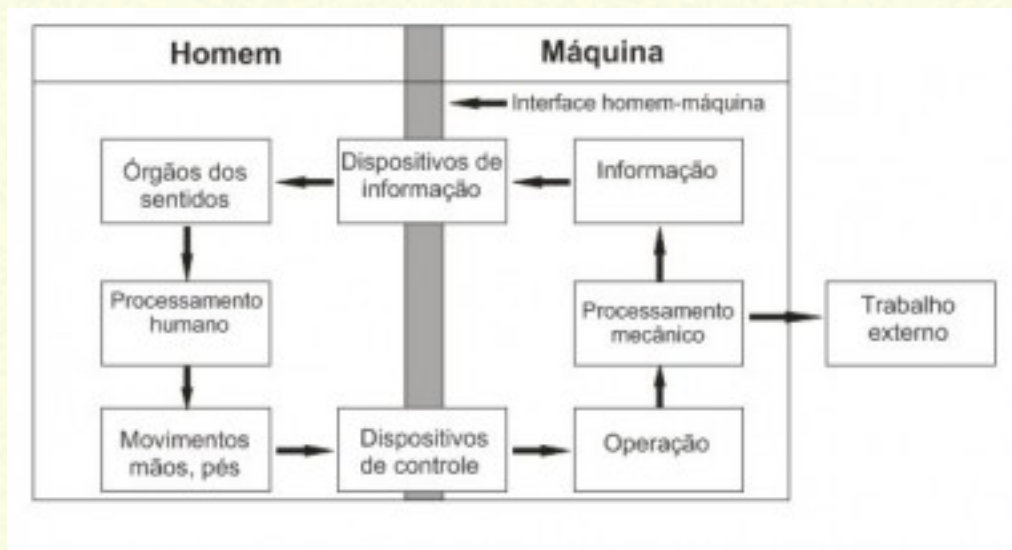 Homem
Máquina
Interface homem-máquina
Órgãos dos
sentidos
Dispositivos de
informação
Informação
Processamento
humano
Processamento
mecânico
Trabalho
externo
Movimentos
mãos, pés
Dispositivos
de controle
Operação